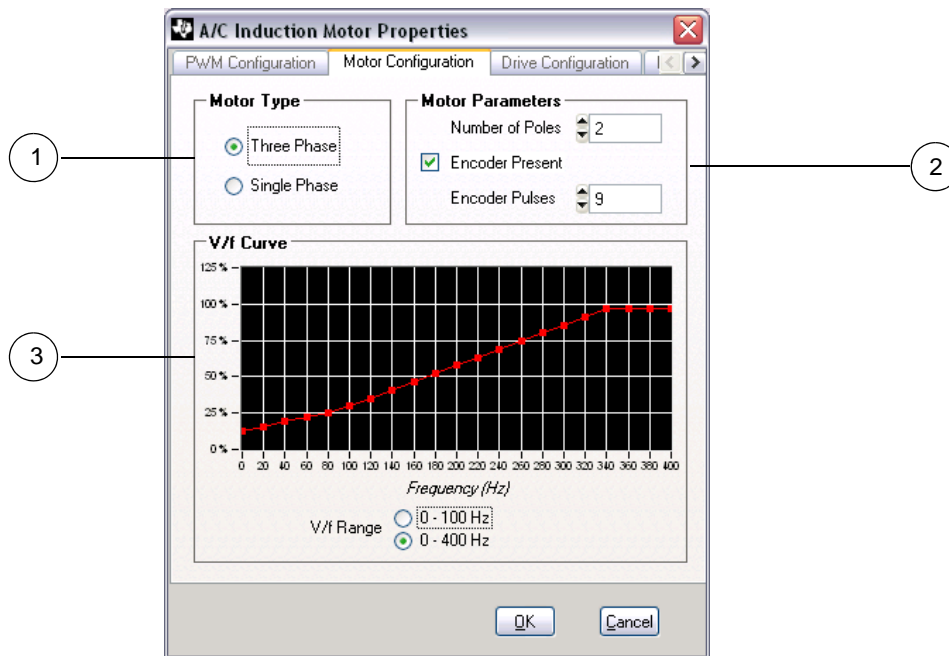 A/C Induction Motor Properties
PWM Configuration Motor Configuration Drive Configuration
Motor Type
Three Phase
Single Phase
1
Motor Parameters
Number of Poles 2
Encoder Present
Encoder Pulses 9
2
V/f Curve
125 %
100 %
75 %
50 %
25 %
0 %
0 20 40 60 80 100 120 140 160 180 200 220 240 260 280 300 320 340 360 380 400
Frequency (Hz)
3
V/f Range
0 - 100 Hz
0 - 400 Hz
OK Cancel